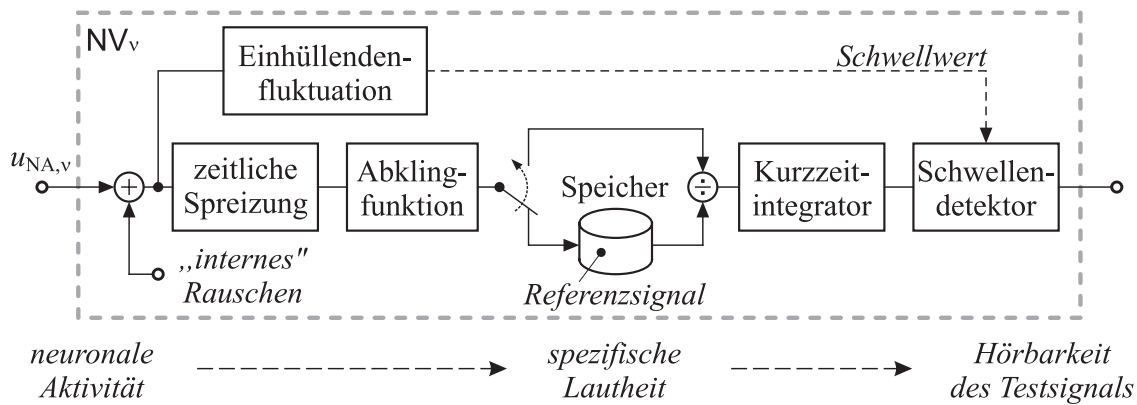 NVν
Einhüllenden-
fluktuation
Schwellwert
uNA,ν
+
zeitliche
Spreizung
Abkling-
funktion
Speicher
÷
Kurzzeit-
integrator
Schwellen-
detektor
,,internes"
Rauschen
Referenzsignal
neuronale
Aktivität
spezifische
Lautheit
Hörbarkeit
des Testsignals